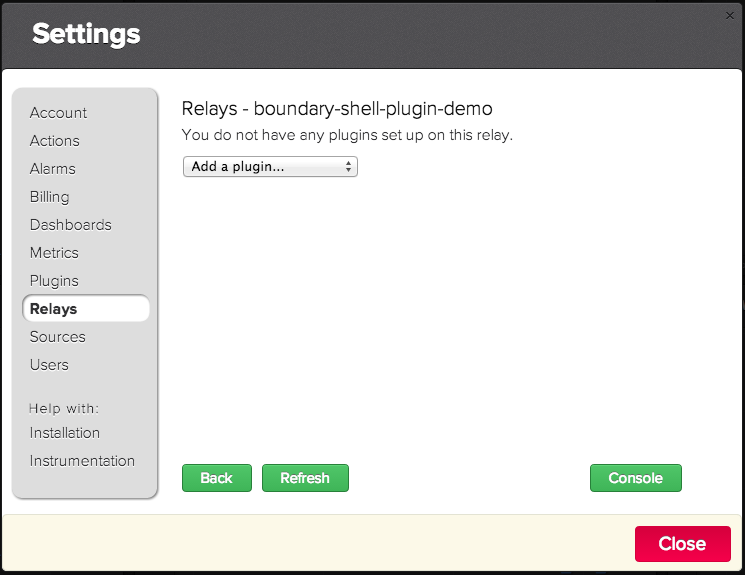 Settings
Account
Actions
Alarms
Billing
Dashboards
Metrics
Plugins
Relays
Sources
Users
Help with:
Installation
Instrumentation
Relays - boundary-shell-plugin-demo
You do not have any plugins set up on this relay.
Add a plugin...
Back
Refresh
Console
Close